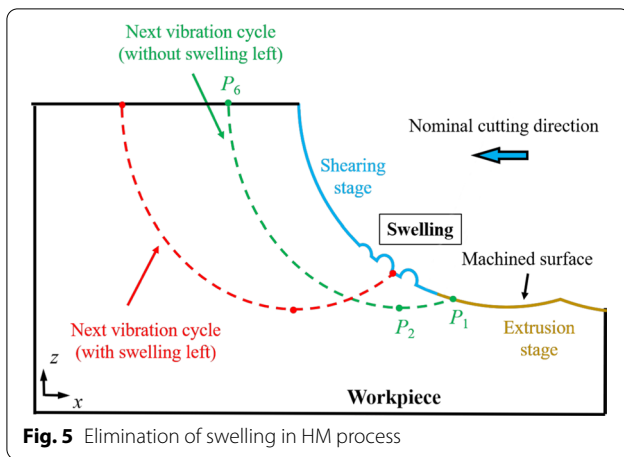 Next vibration cycle
(without swelling left)
P6
Nominal cutting direction
Shearing
stage
Swelling
Machined surface
P2
P1
Extrusion
stage
Next vibration cycle
(with swelling left)
z
x
Workpiece
Fig. 5 Elimination of swelling in HM process